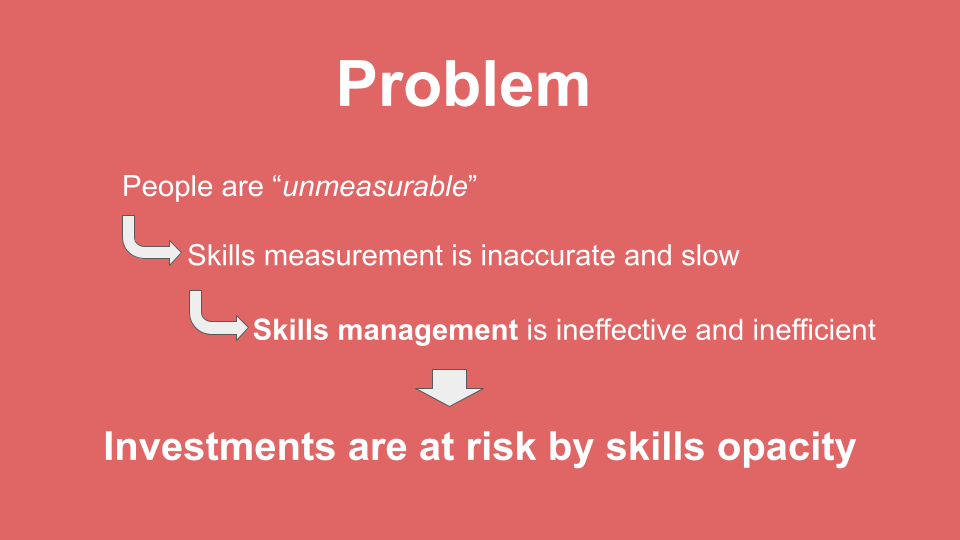 Problem
People are “unmeasurable”
Skills measurement is inaccurate and slow
Skills management is ineffective and inefficient
Investments are at risk by skills opacity